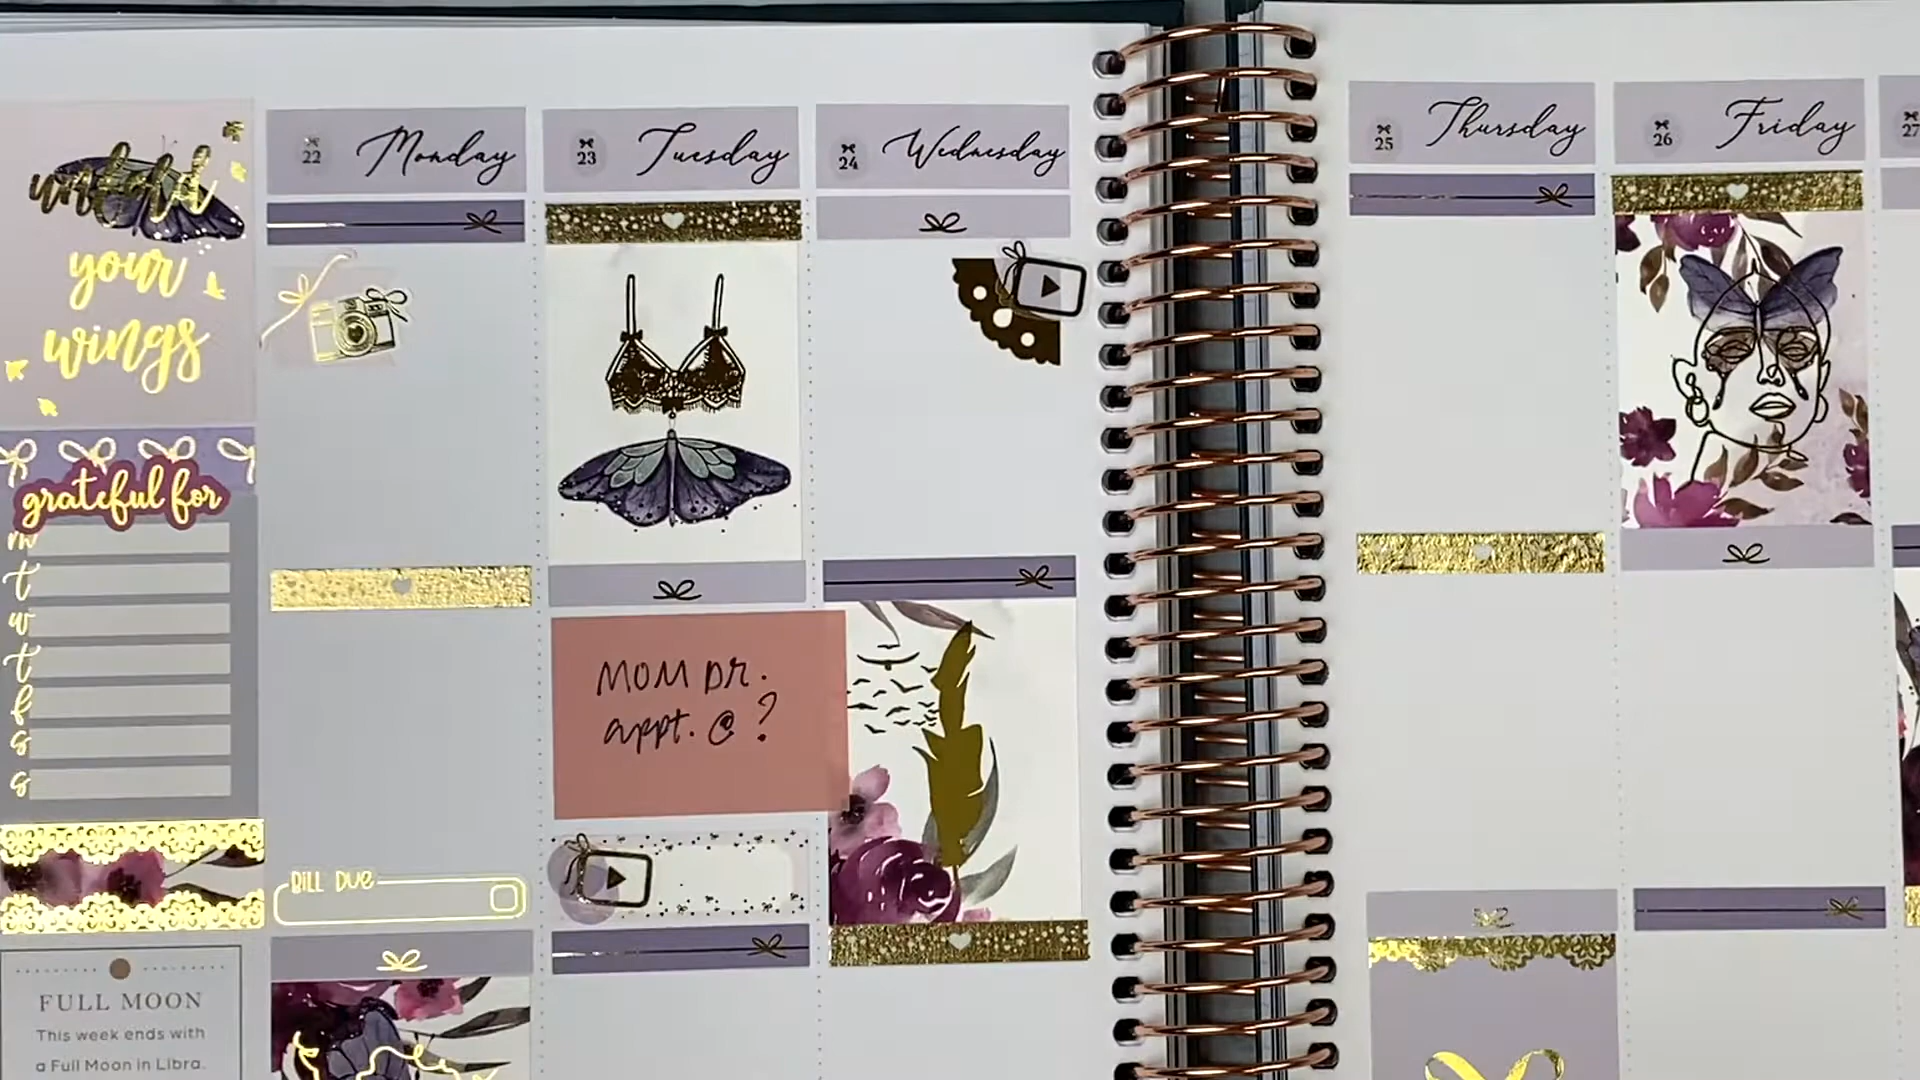 22 Monday
23 Tuesday
24 Wednesday
25 Thursday
26 Friday
27
unfold
your
wings
grateful for
m
t
w
t
f
s
s
MOM DR.
appt. @ ?
BILL DUE
FULL MOON
This week ends with
a Full Moon in Libra.